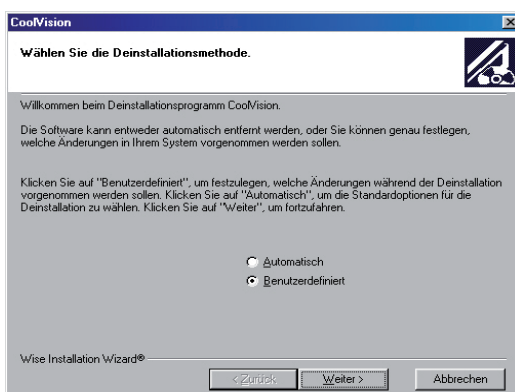 CoolVision
Wählen Sie die Deinstallationsmethode.
Willkommen beim Deinstallationsprogramm CoolVision.
Die Software kann entweder automatisch entfernt werden, oder Sie können genau festlegen,
welche Änderungen in Ihrem System vorgenommen werden sollen.
Klicken Sie auf "Benutzerdefiniert", um festzulegen, welche Änderungen während der Deinstallation
vorgenommen werden sollen. Klicken Sie auf "Automatisch", um die Standardoptionen für die
Deinstallation zu wählen. Klicken Sie auf "Weiter", um fortzufahren.
Automatisch
Benutzerdefiniert
Wise Installation Wizard®
< Zurück Weiter > Abbrechen